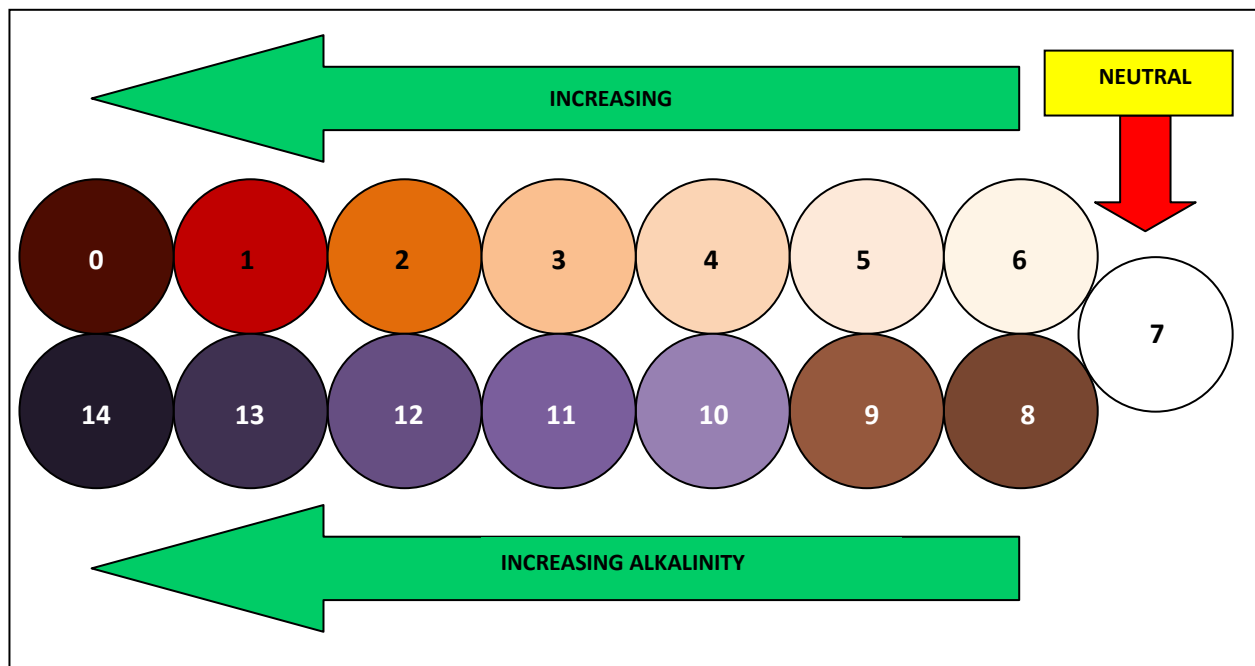 NEUTRAL
INCREASING
0 1 2 3 4 5 6
7
14 13 12 11 10 9 8
INCREASING ALKALINITY